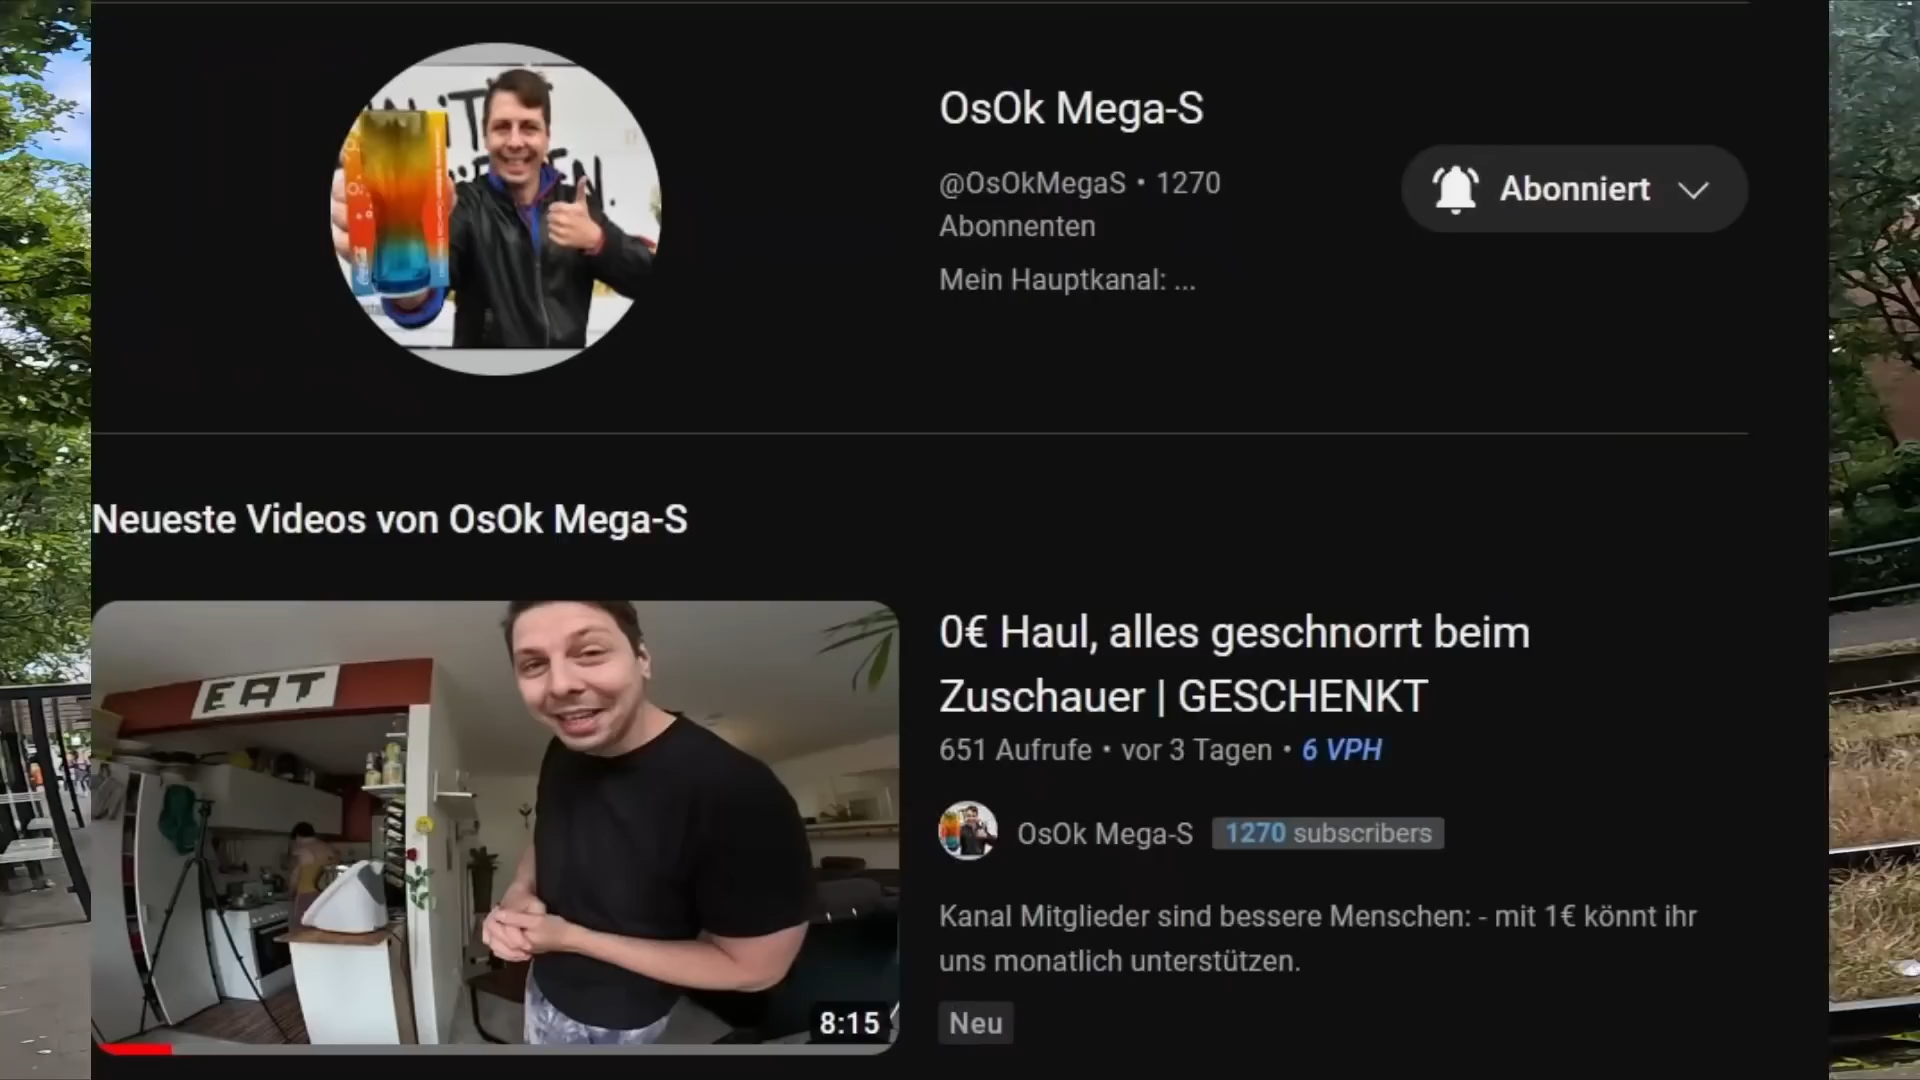 OsOk Mega-S
@OsOkMegaS • 1270
Abonnenten
Mein Hauptkanal: ...
Abonniert
Neueste Videos von OsOk Mega-S
EAT
8:15
0€ Haul, alles geschnorrt beim
Zuschauer | GESCHENKT
651 Aufrufe • vor 3 Tagen • 6 VPH
OsOk Mega-S 1270 subscribers
Kanal Mitglieder sind bessere Menschen: - mit 1€ könnt ihr
uns monatlich unterstützen.
Neu